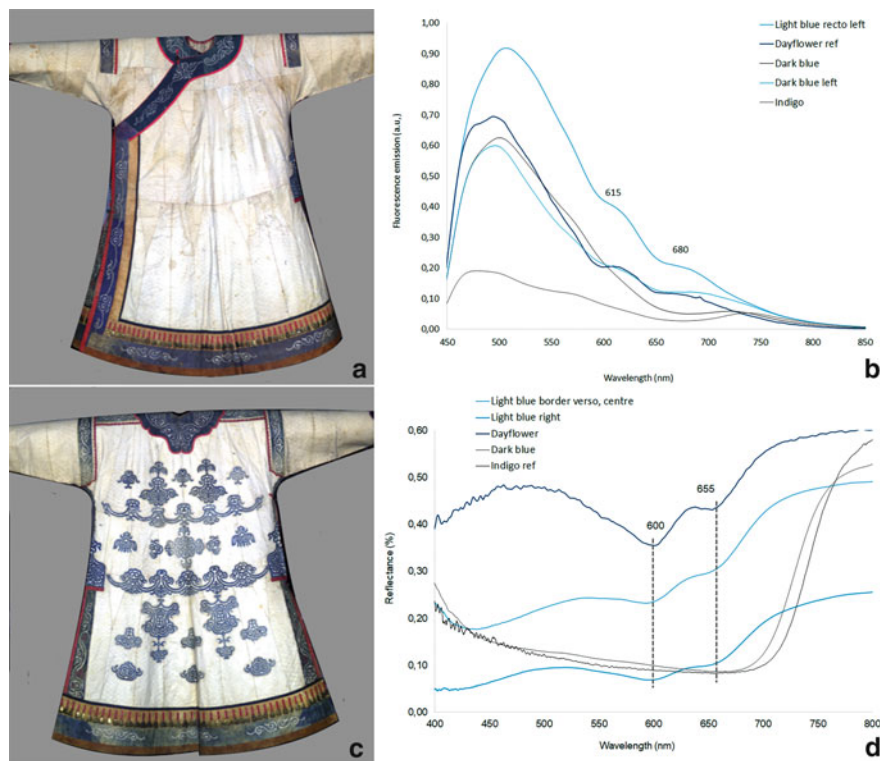 a
Light blue recto left
Dayflower ref
Dark blue
Dark blue left
Indigo
1,00
0,90
0,80
0,70
0,60
0,50
0,40
0,30
0,20
0,10
0,00
Fluorescence emission (a.u,)
615
680
450 500 550 600 650 700 750 800 850
Wavelength (nm)
b
c
Light blue border verso, centre
Light blue right
Dayflower
Dark blue
Indigo ref
0,60
0,50
0,40
0,30
0,20
0,10
0,00
Reflectance (%)
600
655
400 450 500 550 600 650 700 750 800
Wavelength (nm)
d